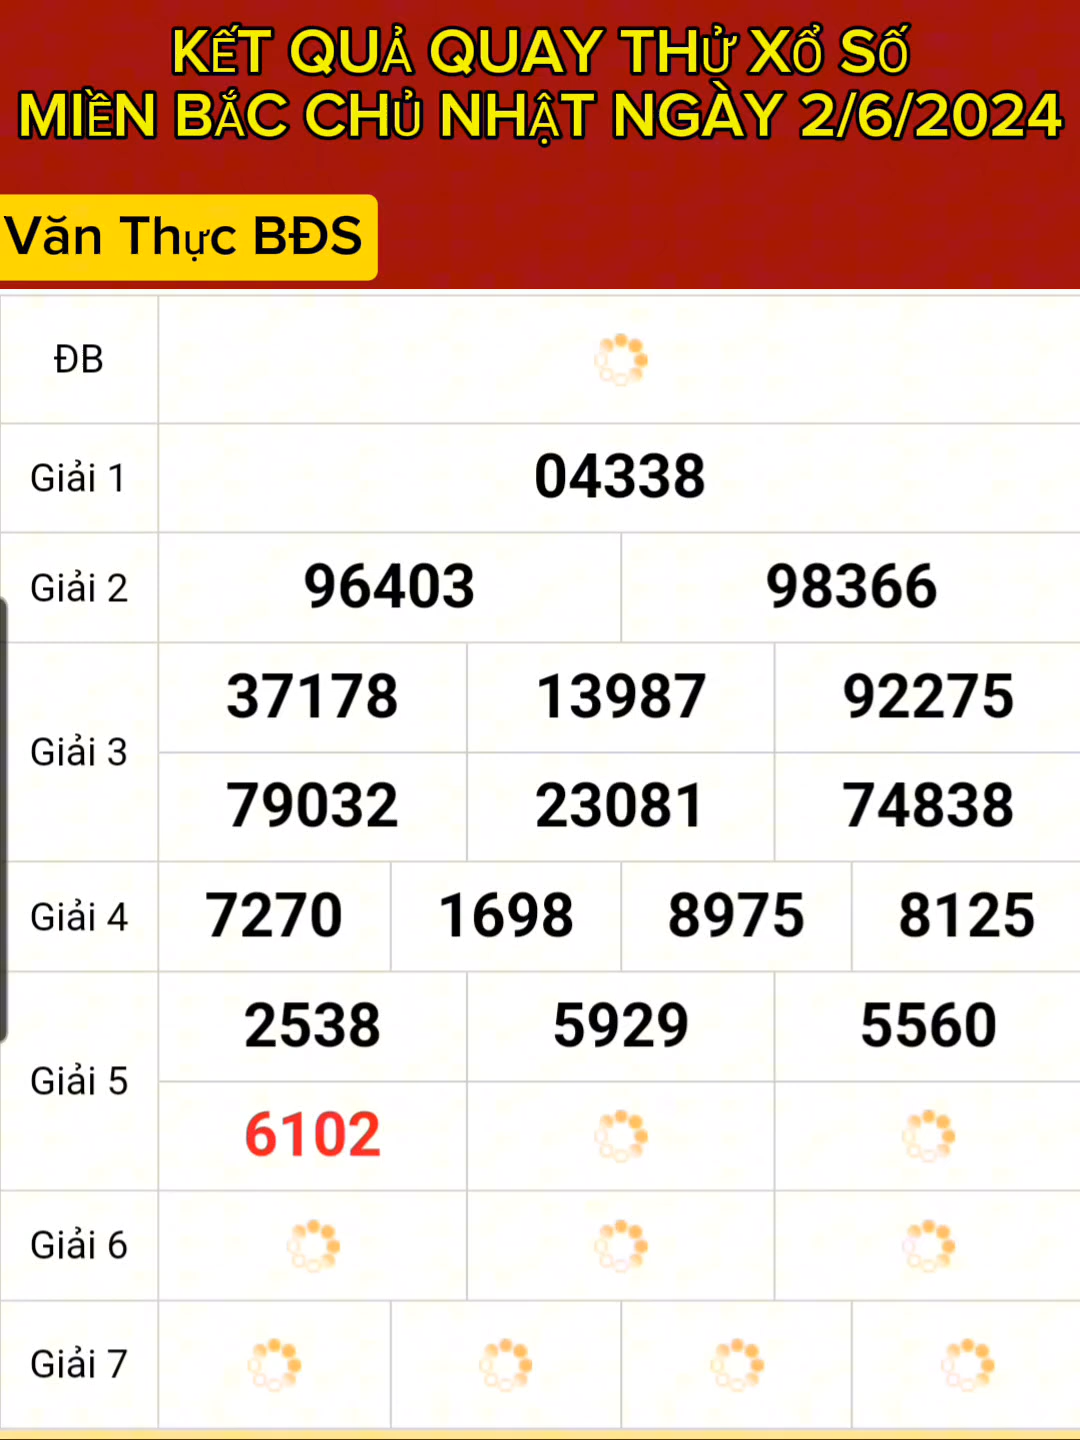 KẾT QUẢ QUAY THỬ XỔ SỐ
MIỀN BẮC CHỦ NHẬT NGÀY 2/6/2024
Văn Thực BĐS
ĐB
Giải 1
04338
Giải 2
96403 98366
Giải 3
37178 13987 92275
79032 23081 74838
Giải 4
7270 1698 8975 8125
Giải 5
2538 5929 5560
6102
Giải 6
Giải 7